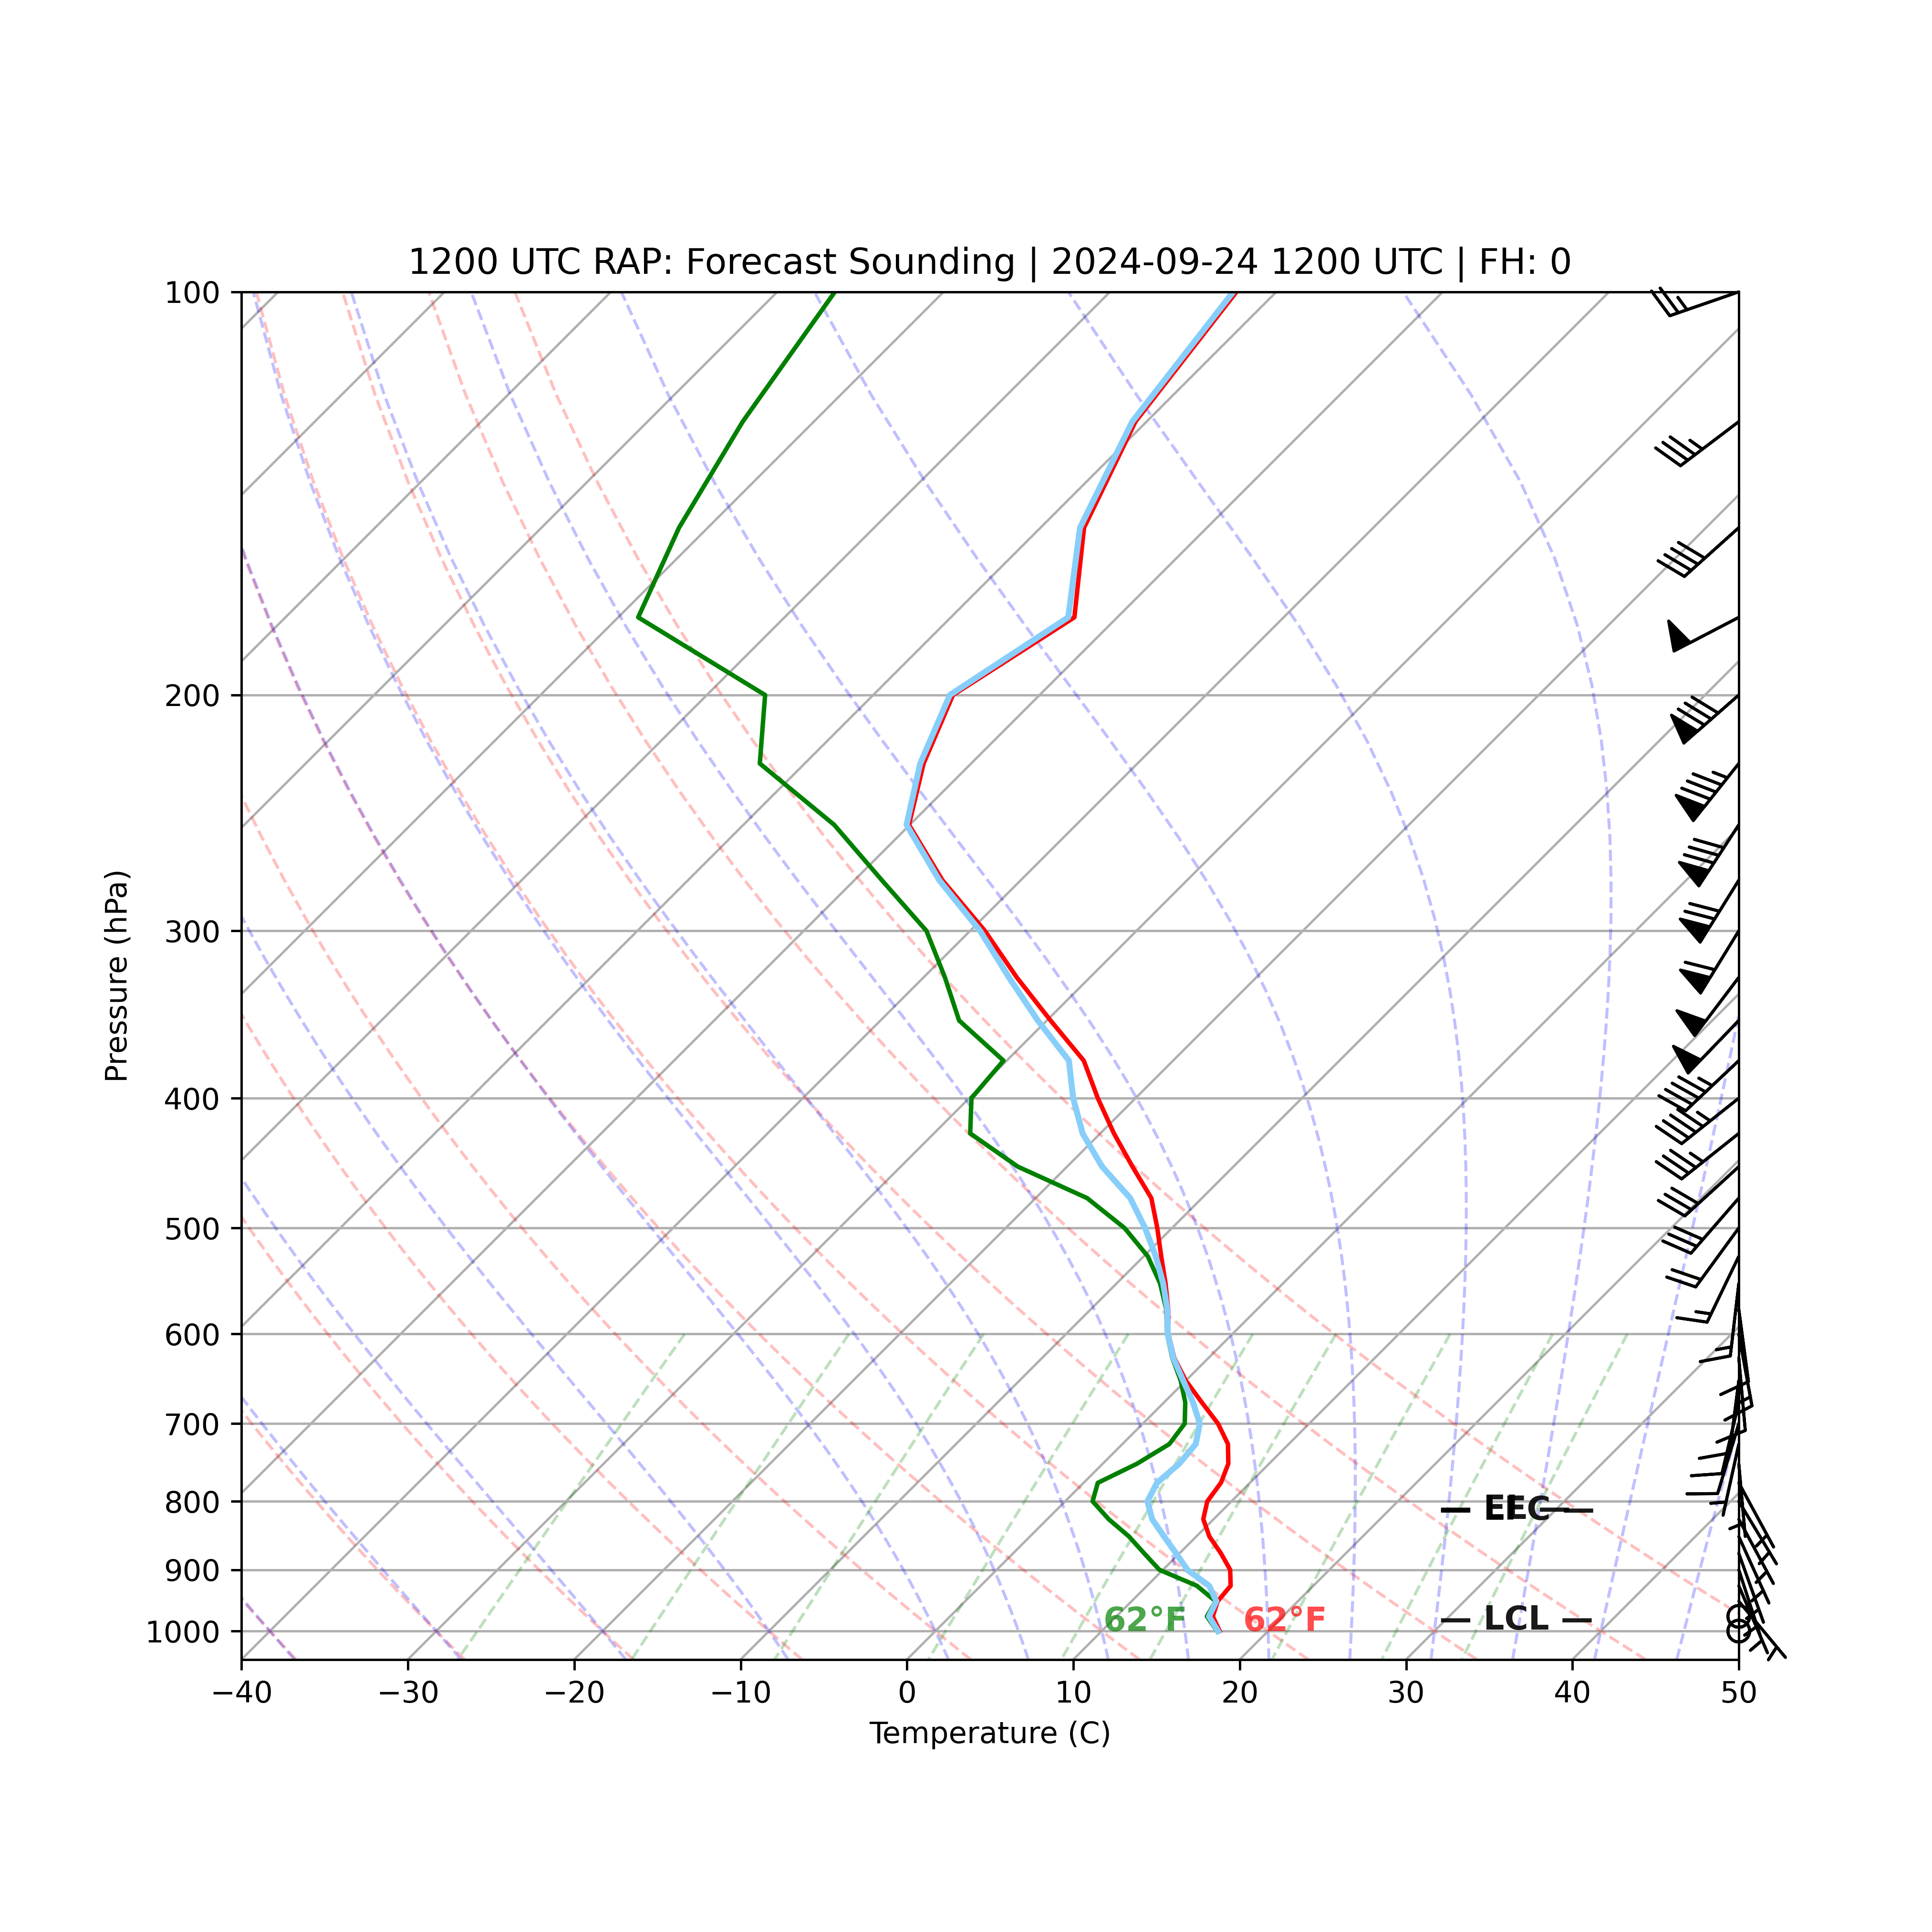 1200 UTC RAP: Forecast Sounding | 2024-09-24 1200 UTC | FH: 0
100
200
300
400
500
600
700
800
900
1000
Pressure (hPa)
62°F 62°F
— LCL —
−40 −30 −20 −10 0 10 20 30 40 50
Temperature (C)